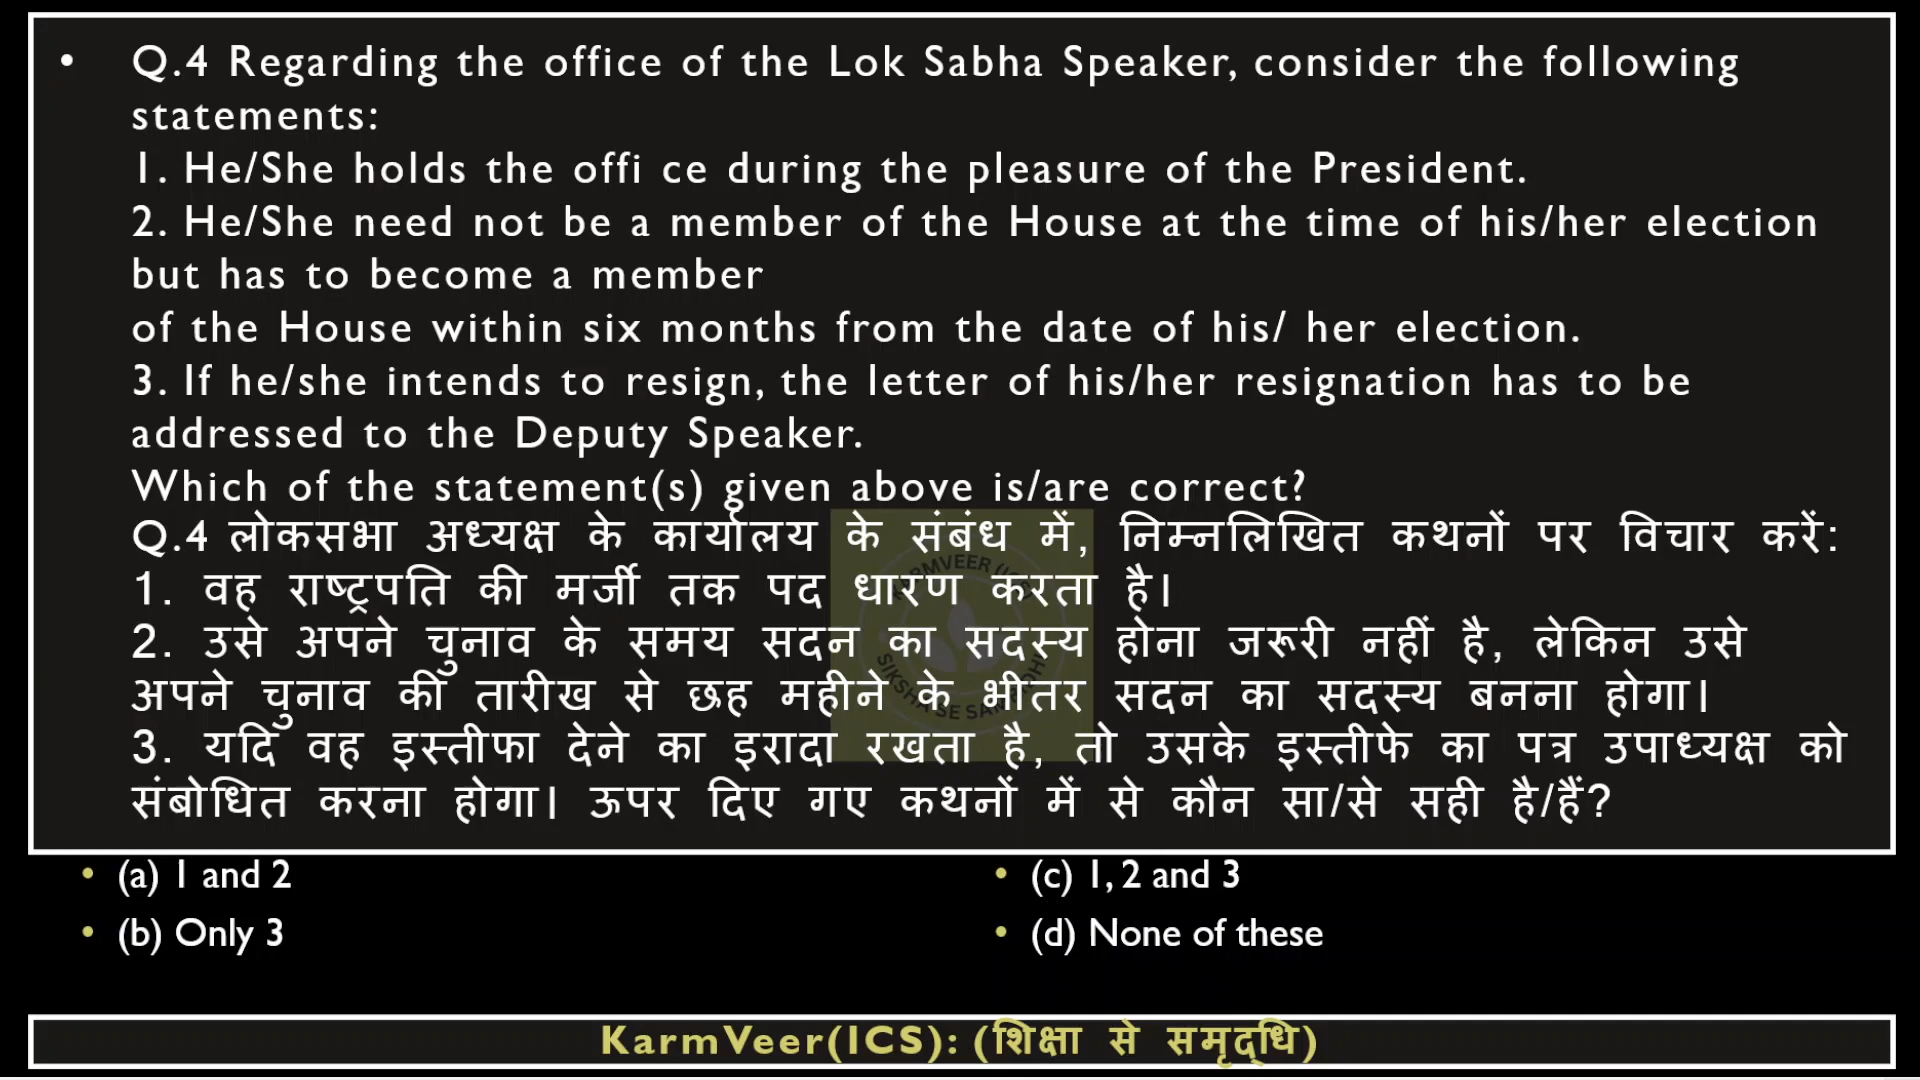 • Q.4 Regarding the office of the Lok Sabha Speaker, consider the following
statements:
1. He/She holds the offi ce during the pleasure of the President.
2. He/She need not be a member of the House at the time of his/her election
but has to become a member
of the House within six months from the date of his/ her election.
3. If he/she intends to resign, the letter of his/her resignation has to be
addressed to the Deputy Speaker.
Which of the statement(s) given above is/are correct?
Q.4 लोकसभा अध्यक्ष के कार्यालय के संबंध में, निम्नलिखित कथनों पर विचार करें:
1. वह राष्ट्रपति की मर्जी तक पद धारण करता है।
2. उसे अपने चुनाव के समय सदन का सदस्य होना जरूरी नहीं है, लेकिन उसे
अपने चुनाव की तारीख से छह महीने के भीतर सदन का सदस्य बनना होगा।
3. यदि वह इस्तीफा देने का इरादा रखता है, तो उसके इस्तीफे का पत्र उपाध्यक्ष को
संबोधित करना होगा। ऊपर दिए गए कथनों में से कौन सा/से सही है/हैं?
• (a) 1 and 2
• (b) Only 3
• (c) 1, 2 and 3
• (d) None of these
KarmVeer(ICS): (शिक्षा से समृद्धि)